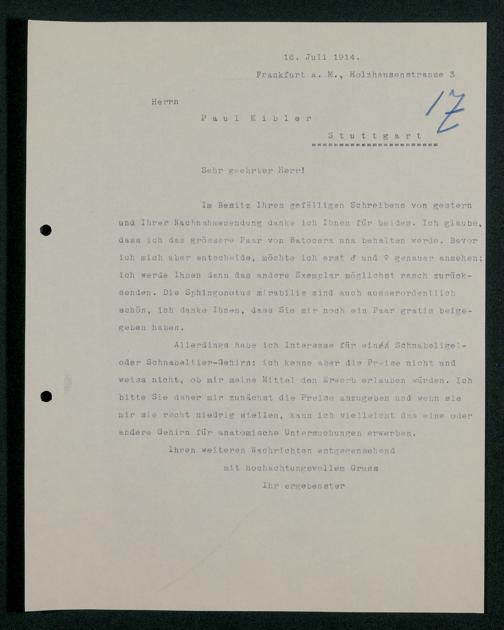 16. Juli 1914.
Frankfurt a. M., Holzhausenstrasse 3
17
Herrn
Paul Kibler
Stuttgart
Sehr geehrter Herr!
Im Besitz Ihres gefälligen Schreibens von gestern
und Ihrer Nachnahmesendung danke ich Ihnen für beides. Ich glaube,
dass ich das grössere Paar von Batocera nna behalten werde. Bevor
ich mich aber entscheide, möchte ich erst ♂ und ♀ genauer ansehen;
ich werde Ihnen dann das andere Exemplar möglichst rasch zurück-
senden. Die Sphingonotus mirabilis sind auch ausserordentlich
schön, ich danke Ihnen, dass Sie mir noch ein Paar gratis beige-
geben haben.
Allerdings habe ich Interesse für ein Schnabeligel-
oder Schnabeltier-Gehirn; ich kenne aber die Preise nicht und
weiss nicht, ob mir meine Mittel den Erwerb erlauben würden. Ich
bitte Sie daher mir zunächst die Preise anzugeben und wenn sie
mir sie recht niedrig stellen, kann ich vielleicht das eine oder
andere Gehirn für anatomische Untersuchungen erwerben.
Ihren weiteren Nachrichten entgegensehend
mit hochachtungsvollem Gruss
Ihr ergebenster